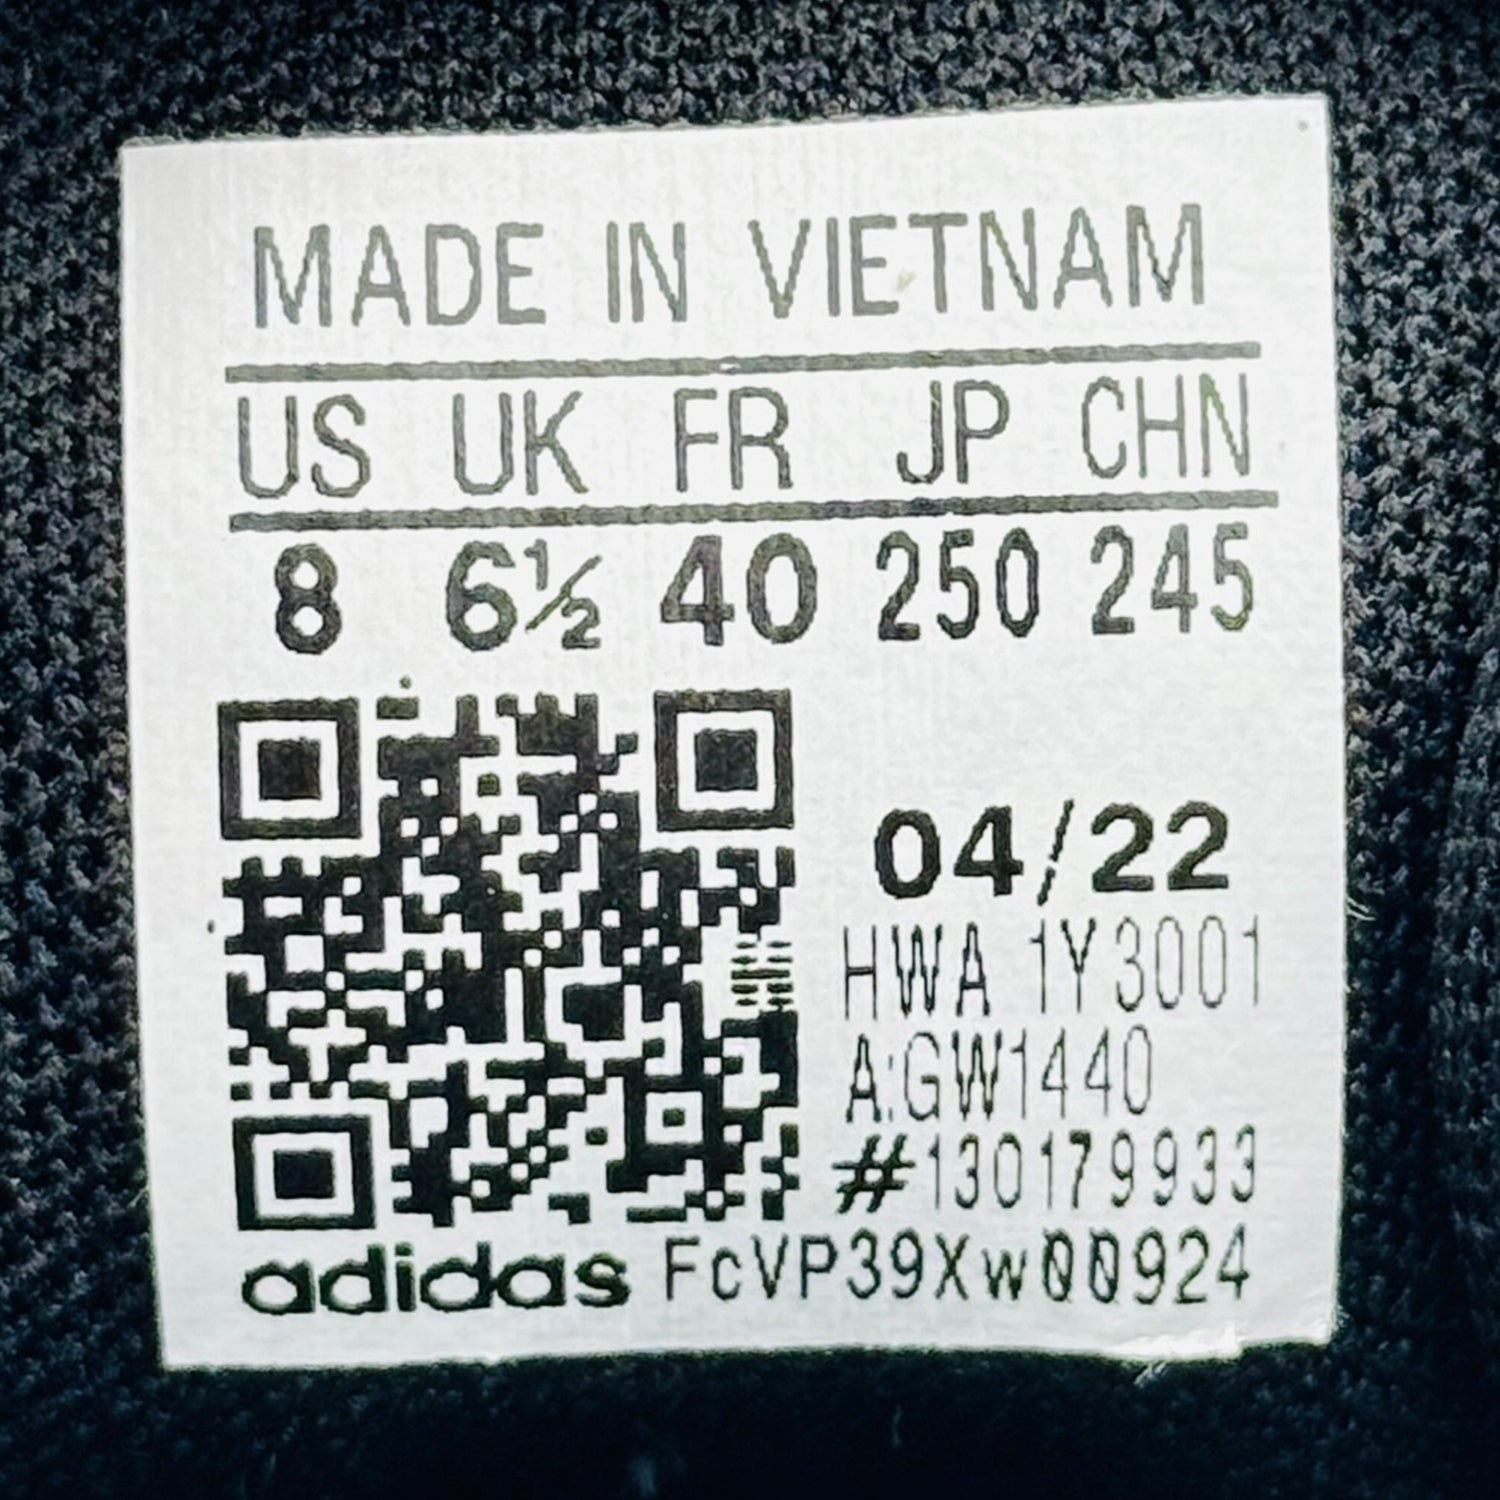 MADE IN VIETNAM
US UK FR JP CHN
8 6½ 40 250 245
04/22
HWA 1Y3001
A:GW1440
#130179933
adidas FcVP39Xw00924